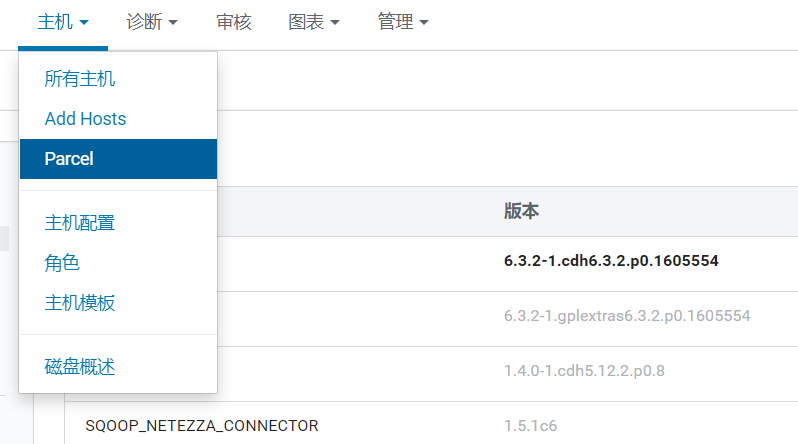 主机 诊断 审核 图表 管理
所有主机
Add Hosts
Parcel
主机配置
角色
主机模板
磁盘概述
版本
6.3.2-1.cdh6.3.2.p0.1605554
6.3.2-1.gplextras6.3.2.p0.1605554
1.4.0-1.cdh5.12.2.p0.8
SQOOP_NETEZZA_CONNECTOR 1.5.1c6